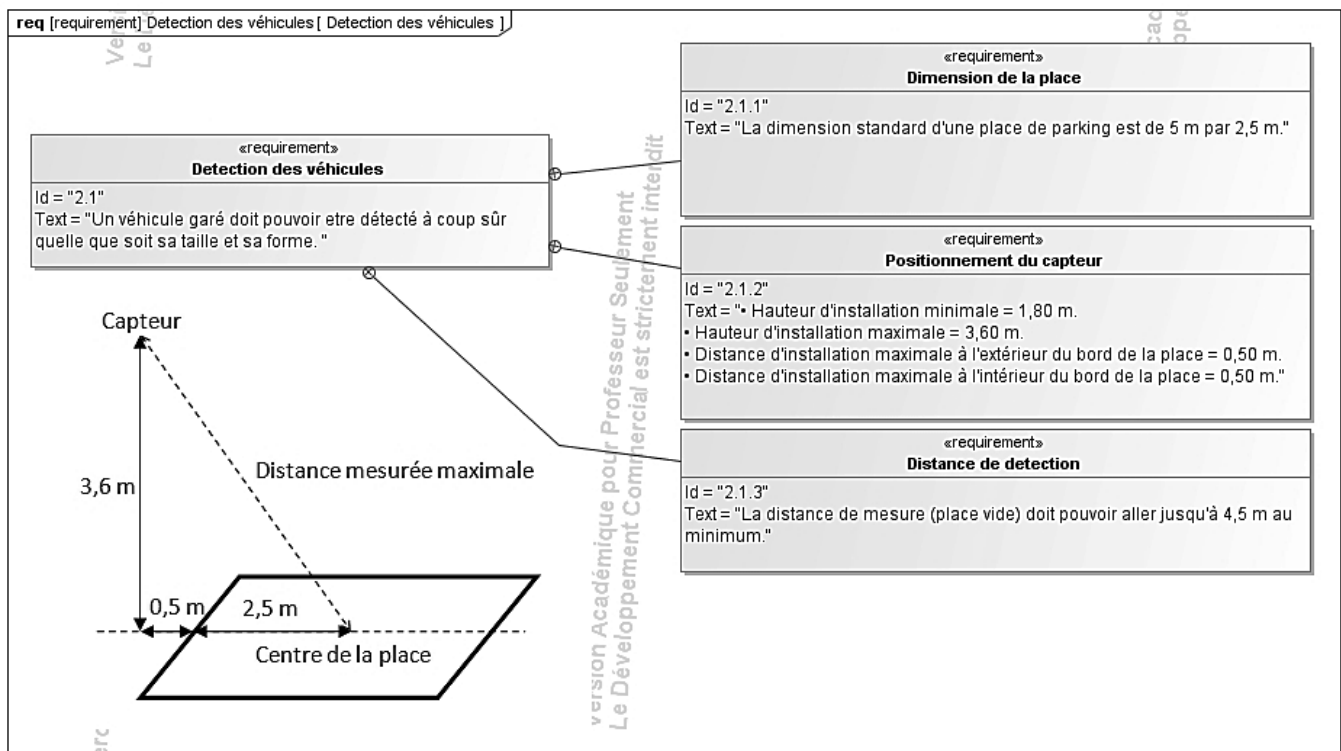 req [requirement] Detection des véhicules [ Detection des véhicules ]
«requirement»
Detection des véhicules
Id = "2.1"
Text = "Un véhicule garé doit pouvoir etre détecté à coup sûr
quelle que soit sa taille et sa forme. "
«requirement»
Dimension de la place
Id = "2.1.1"
Text = "La dimension standard d'une place de parking est de 5 m par 2,5 m."
«requirement»
Positionnement du capteur
Id = "2.1.2"
Text = "• Hauteur d'installation minimale = 1,80 m.
• Hauteur d'installation maximale = 3,60 m.
• Distance d'installation maximale à l'extérieur du bord de la place = 0,50 m.
• Distance d'installation maximale à l'intérieur du bord de la place = 0,50 m."
«requirement»
Distance de detection
Id = "2.1.3"
Text = "La distance de mesure (place vide) doit pouvoir aller jusqu'à 4,5 m au
minimum."
Capteur
Distance mesurée maximale
3,6 m
0,5 m
2,5 m
Centre de la place
Version Académique pour Professeur Seulement
Le Développement Commercial est strictement interdit